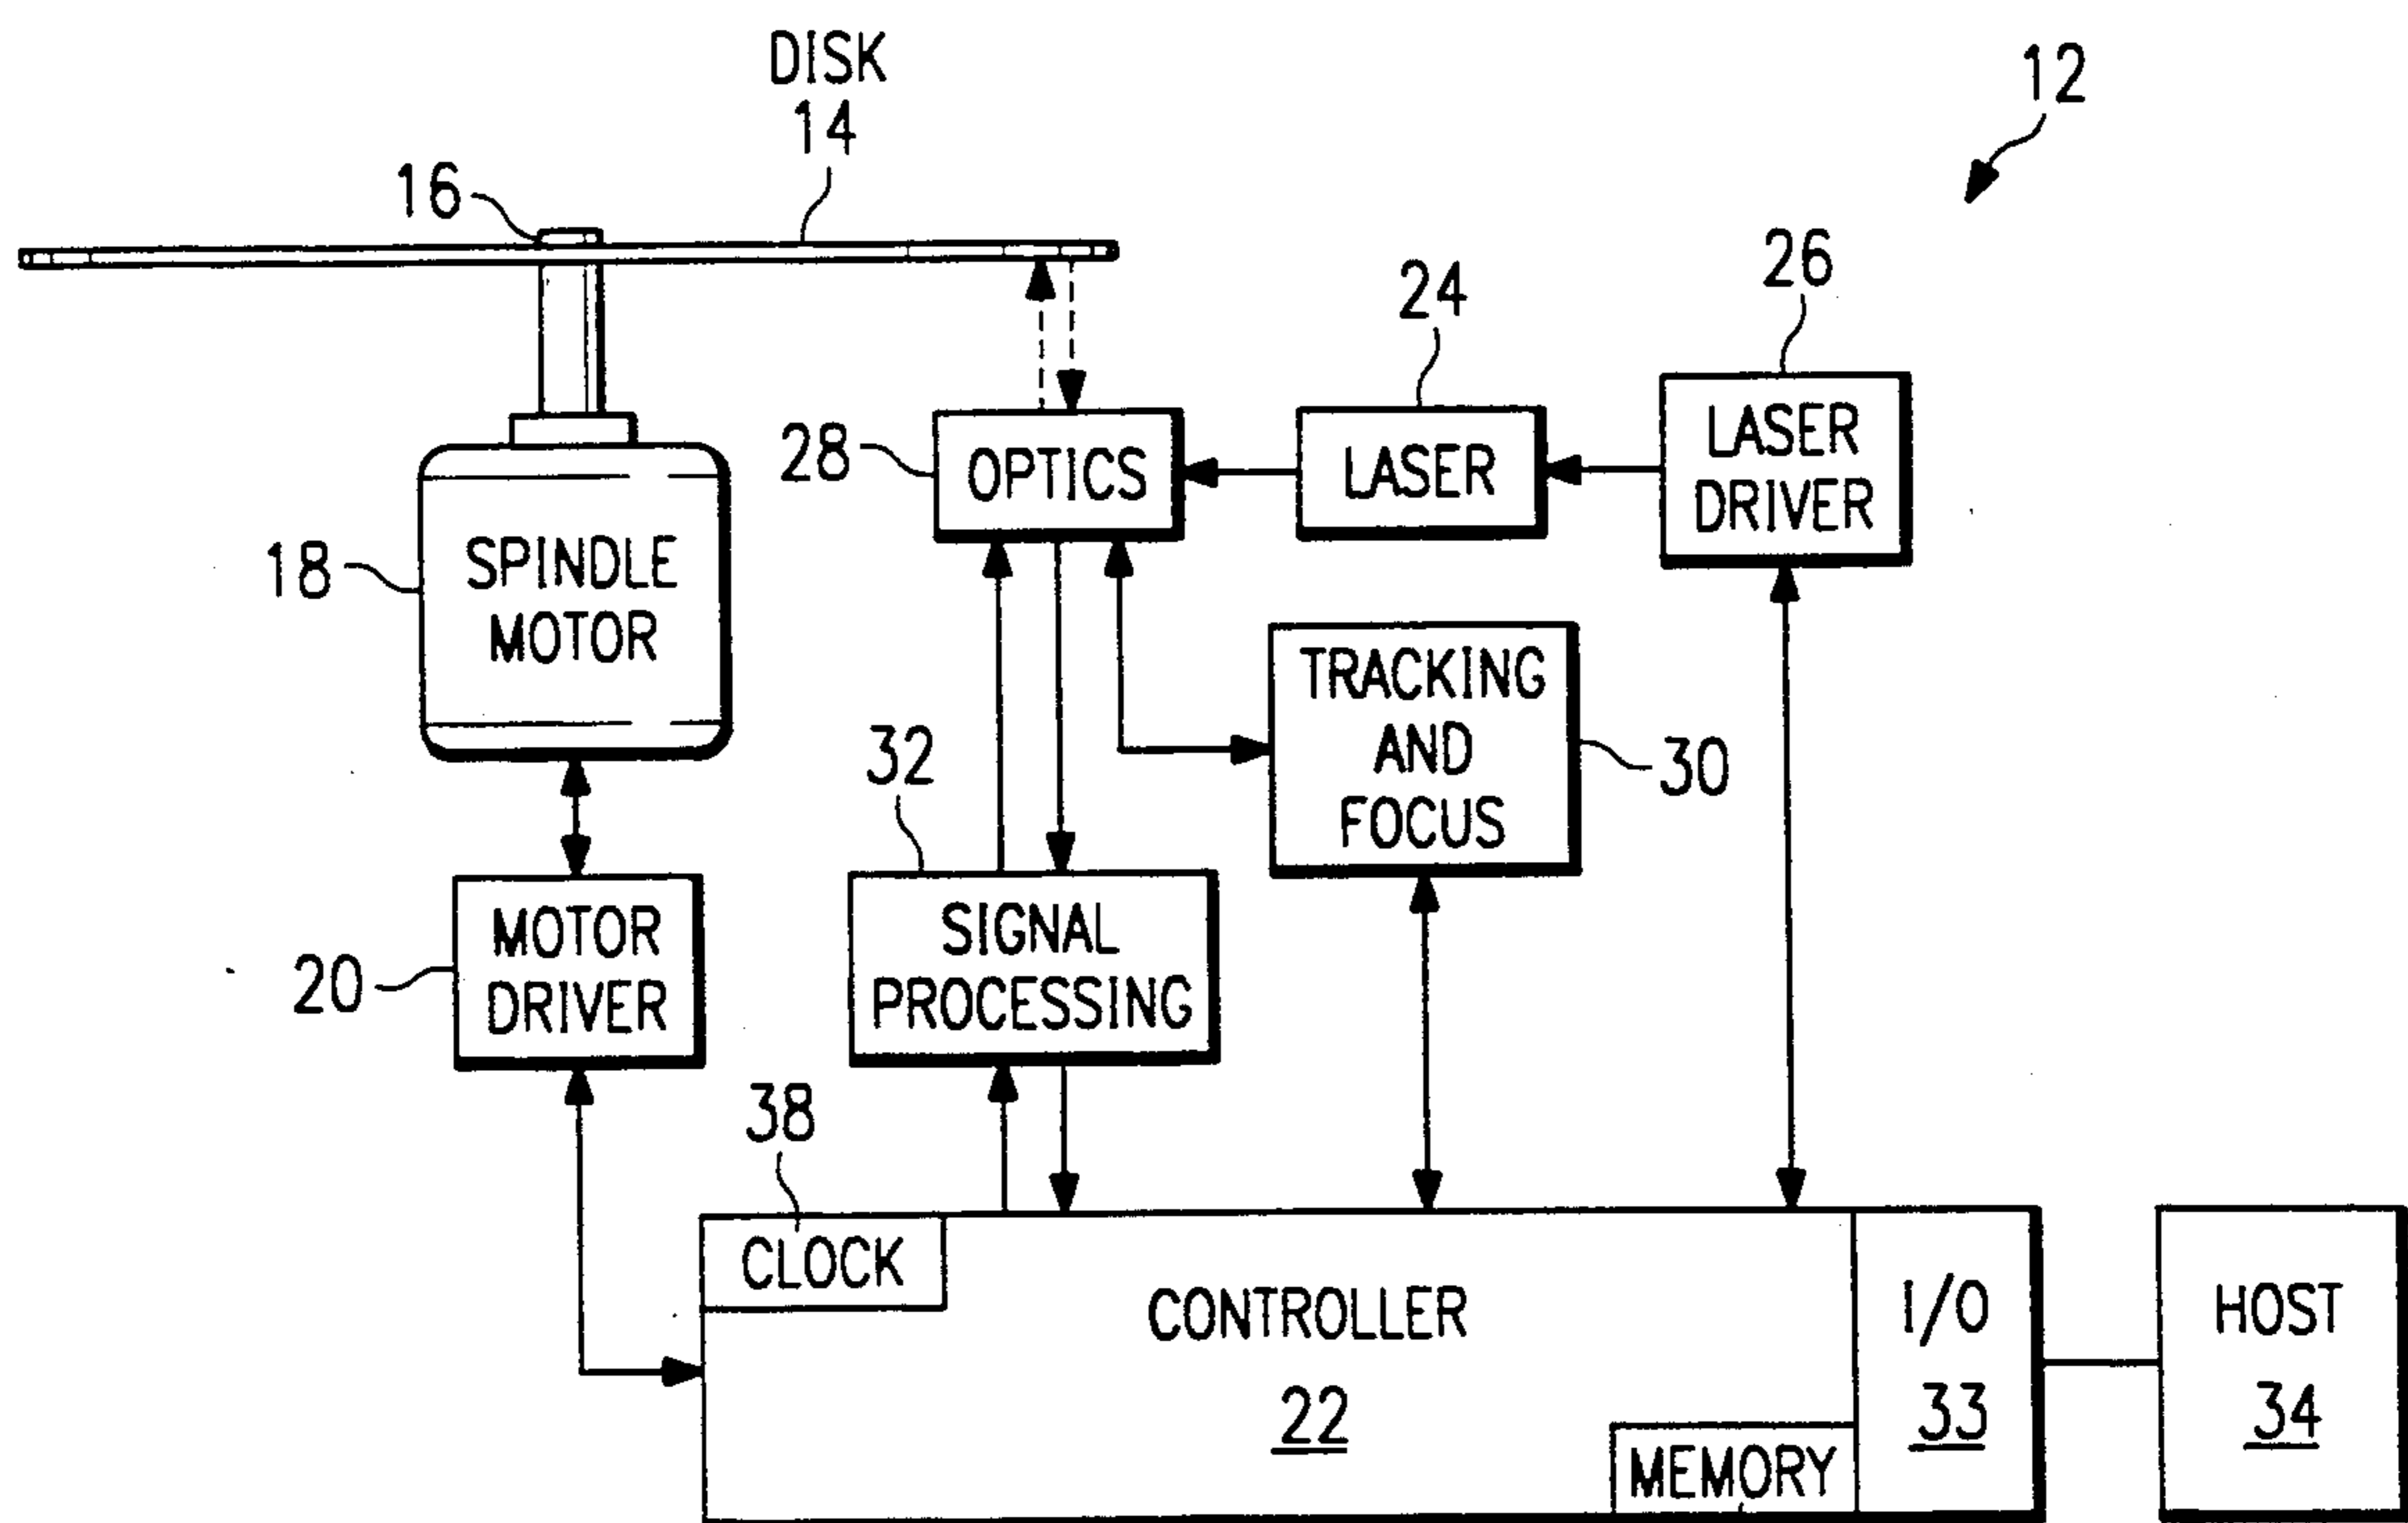 DISK
14
12
16
26
24
LASER
DRIVER
28
OPTICS
LASER
18
SPINDLE
MOTOR
TRACKING
AND
FOCUS
30
32
MOTOR
DRIVER
20
SIGNAL
PROCESSING
38
CLOCK
CONTROLLER
22
I/O
33
HOST
34
MEMORY